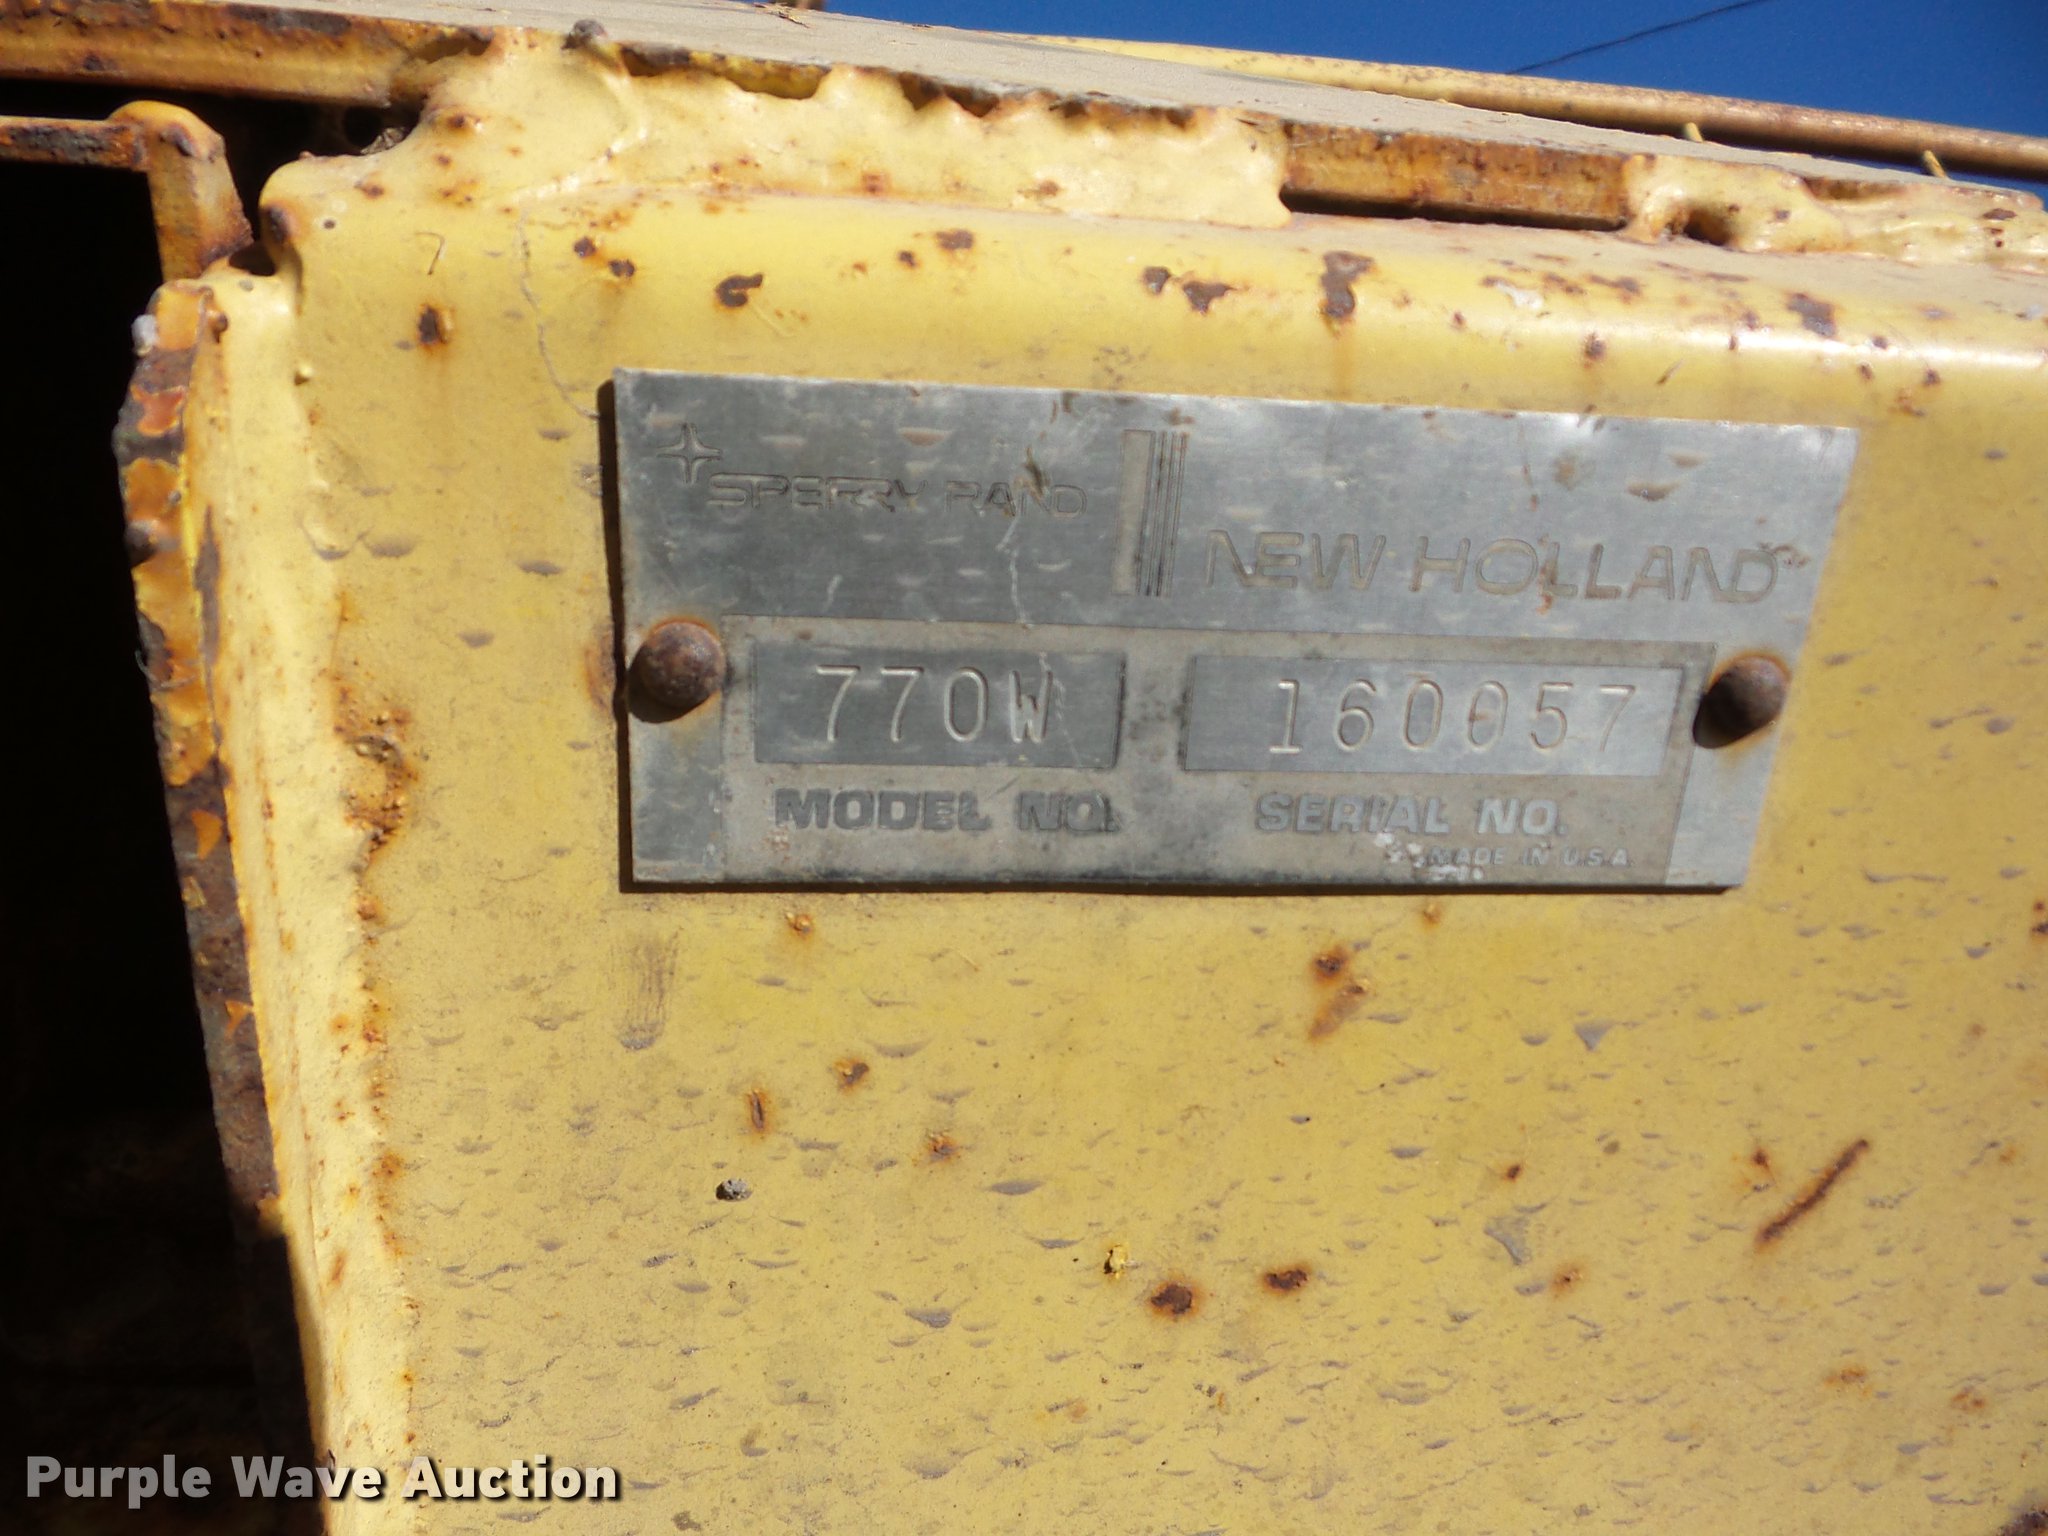 SPERRY RAND
NEW HOLLAND
770W 160057
MODEL NO. SERIAL NO.
MADE IN U.S.A.
Purple Wave Auction